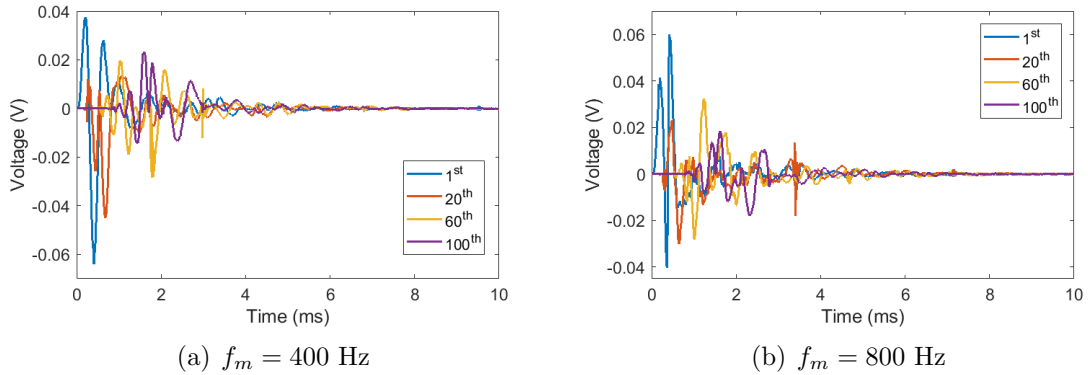 0.04
0.02
0
-0.02
-0.04
-0.06
Voltage (V)
0 2 4 6 8 10
Time (ms)
1st
20th
60th
100th
(a) f_m = 400 Hz
0.06
0.04
0.02
0
-0.02
-0.04
Voltage (V)
0 2 4 6 8 10
Time (ms)
1st
20th
60th
100th
(b) f_m = 800 Hz